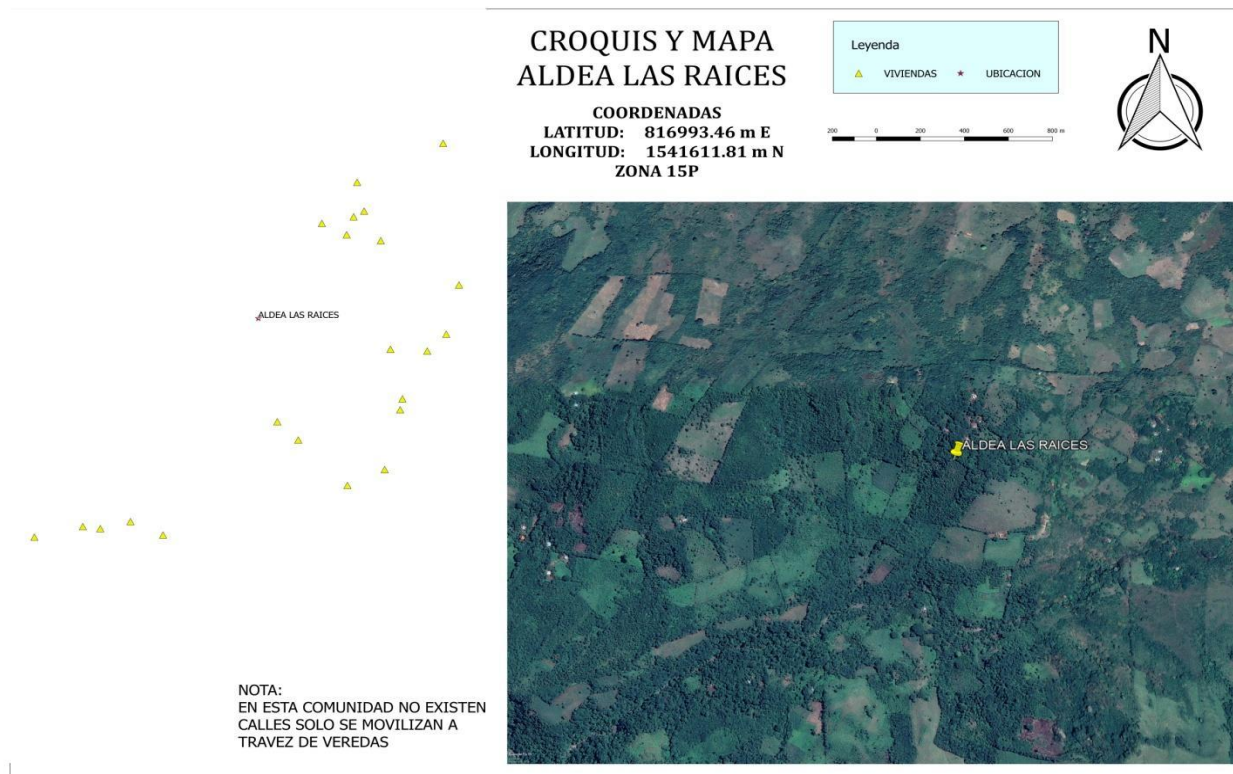 CROQUIS Y MAPA
ALDEA LAS RAICES
COORDENADAS
LATITUD: 816993.46 m E
LONGITUD: 1541611.81 m N
ZONA 15P
Leyenda
VIVIENDAS
UBICACION
200 0 200 400 600 800 m
N
ALDEA LAS RAICES
ALDEA LAS RAICES
NOTA:
EN ESTA COMUNIDAD NO EXISTEN
CALLES SOLO SE MOVILIZAN A
TRAVEZ DE VEREDAS